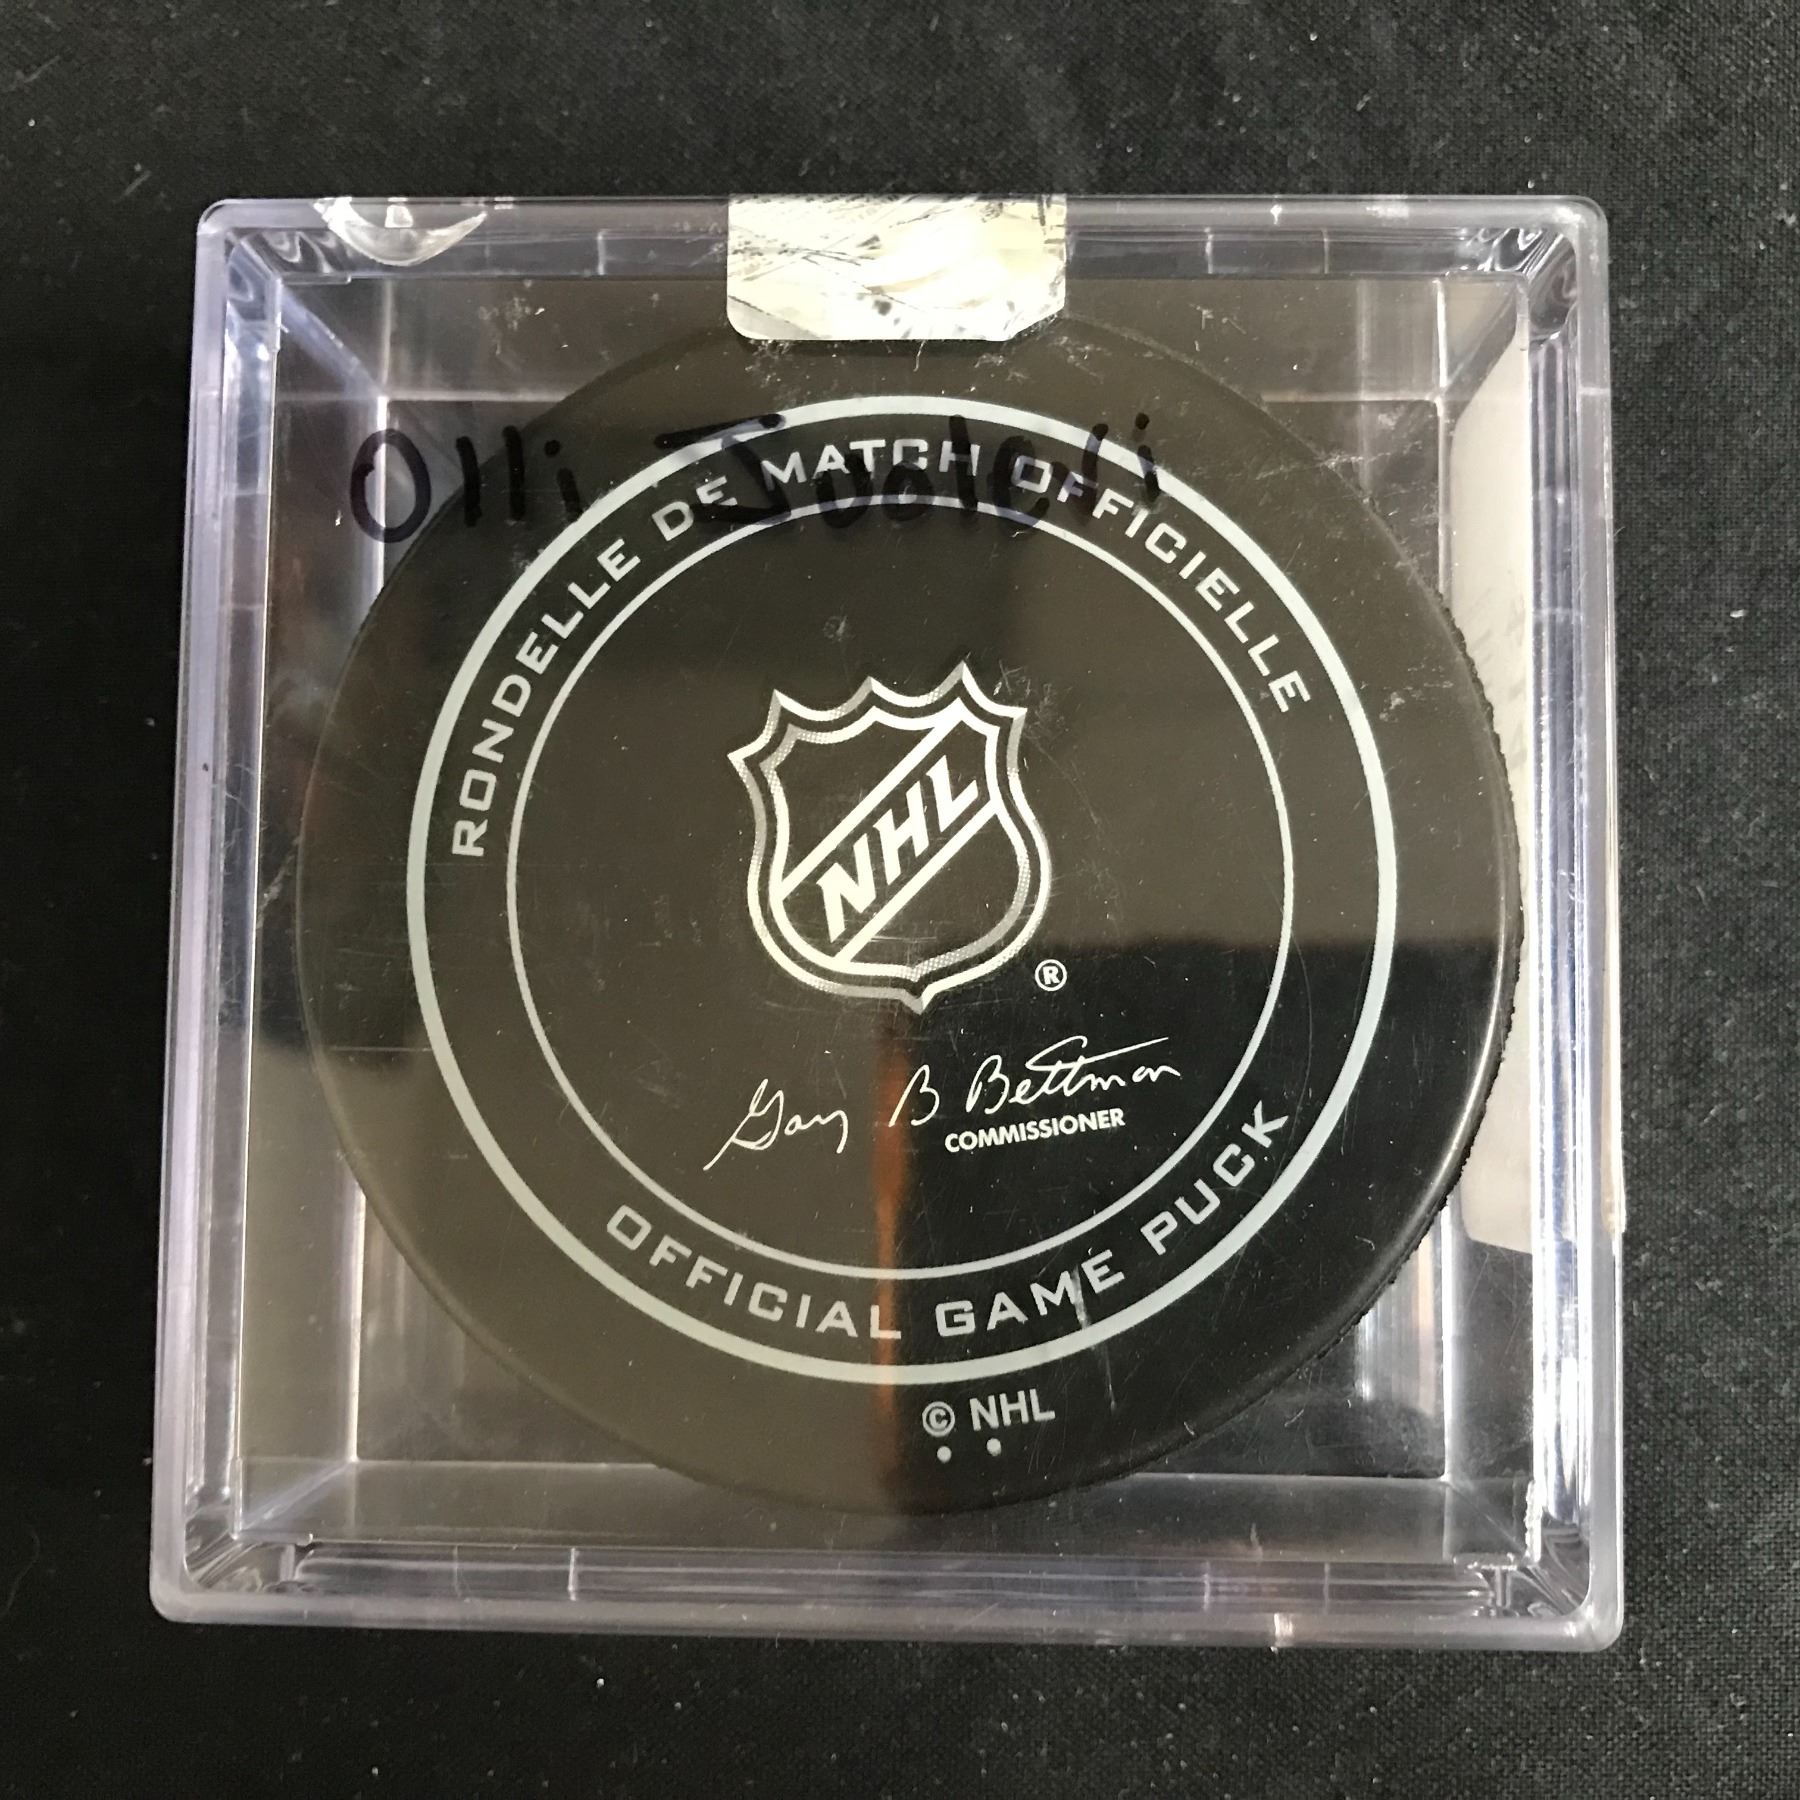 Olli Juolevi
RONDELLE DE MATCH OFFICIELLE
NHL
®
Gary B Bettman
COMMISSIONER
OFFICIAL GAME PUCK
© NHL